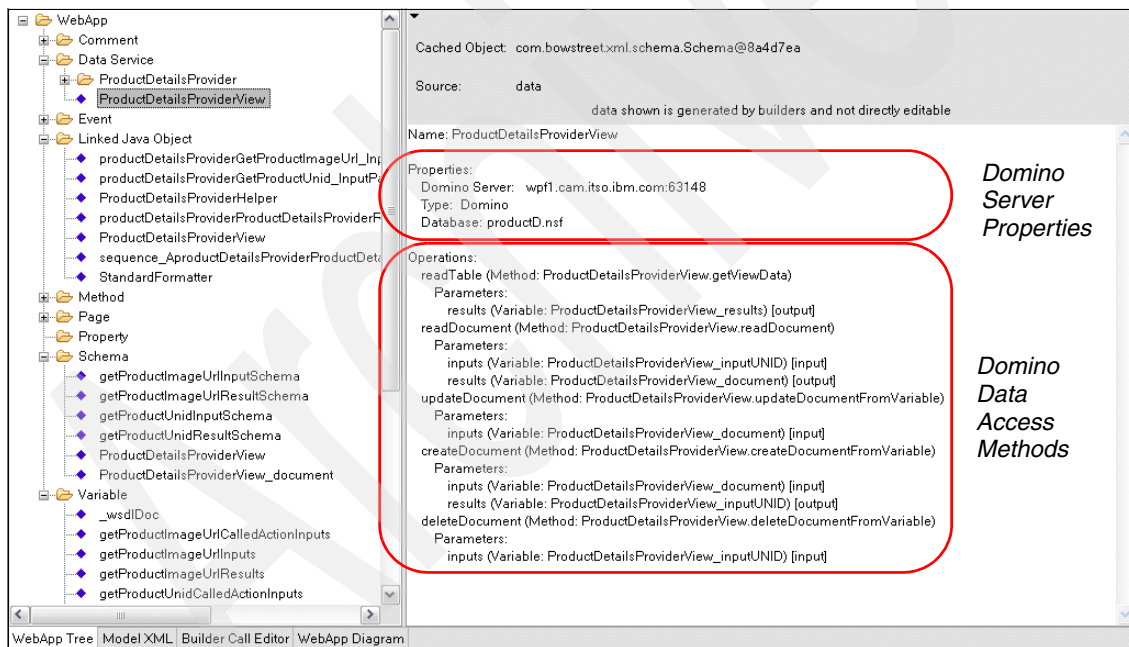 WebApp
Comment
Data Service
ProductDetailsProvider
ProductDetailsProviderView
Event
Linked Java Object
productDetailsProviderGetProductImageUrl_Inp
productDetailsProviderGetProductUnid_InputPa
ProductDetailsProviderHelper
productDetailsProviderProductDetailsProviderF
ProductDetailsProviderView
sequence_AproductDetailsProviderProductDeta
StandardFormatter
Method
Page
Property
Schema
getProductImageUrlInputSchema
getProductImageUrlResultSchema
getProductUnidInputSchema
getProductUnidResultSchema
ProductDetailsProviderView
ProductDetailsProviderView_document
Variable
_wsdlDoc
getProductImageUrlCalledActionInputs
getProductImageUrlInputs
getProductImageUrlResults
getProductUnidCalledActionInputs
WebApp Tree Model XML Builder Call Editor WebApp Diagram
Cached Object: com.bowstreet.xml.schema.Schema@8a4d7ea
Source: data
data shown is generated by builders and not directly editable
Name: ProductDetailsProviderView
Properties:
Domino Server: wpf1.cam.itso.ibm.com:63148
Type: Domino
Database: productD.nsf
Domino
Server
Properties
Operations:
readTable (Method: ProductDetailsProviderView.getViewData)
Parameters:
results (Variable: ProductDetailsProviderView_results) [output]
readDocument (Method: ProductDetailsProviderView.readDocument)
Parameters:
inputs (Variable: ProductDetailsProviderView_inputUNID) [input]
results (Variable: ProductDetailsProviderView_document) [output]
updateDocument (Method: ProductDetailsProviderView.updateDocumentFromVariable)
Parameters:
inputs (Variable: ProductDetailsProviderView_document) [input]
createDocument (Method: ProductDetailsProviderView.createDocumentFromVariable)
Parameters:
inputs (Variable: ProductDetailsProviderView_document) [input]
results (Variable: ProductDetailsProviderView_inputUNID) [output]
deleteDocument (Method: ProductDetailsProviderView.deleteDocumentFromVariable)
Parameters:
inputs (Variable: ProductDetailsProviderView_inputUNID) [input]
Domino
Data
Access
Methods